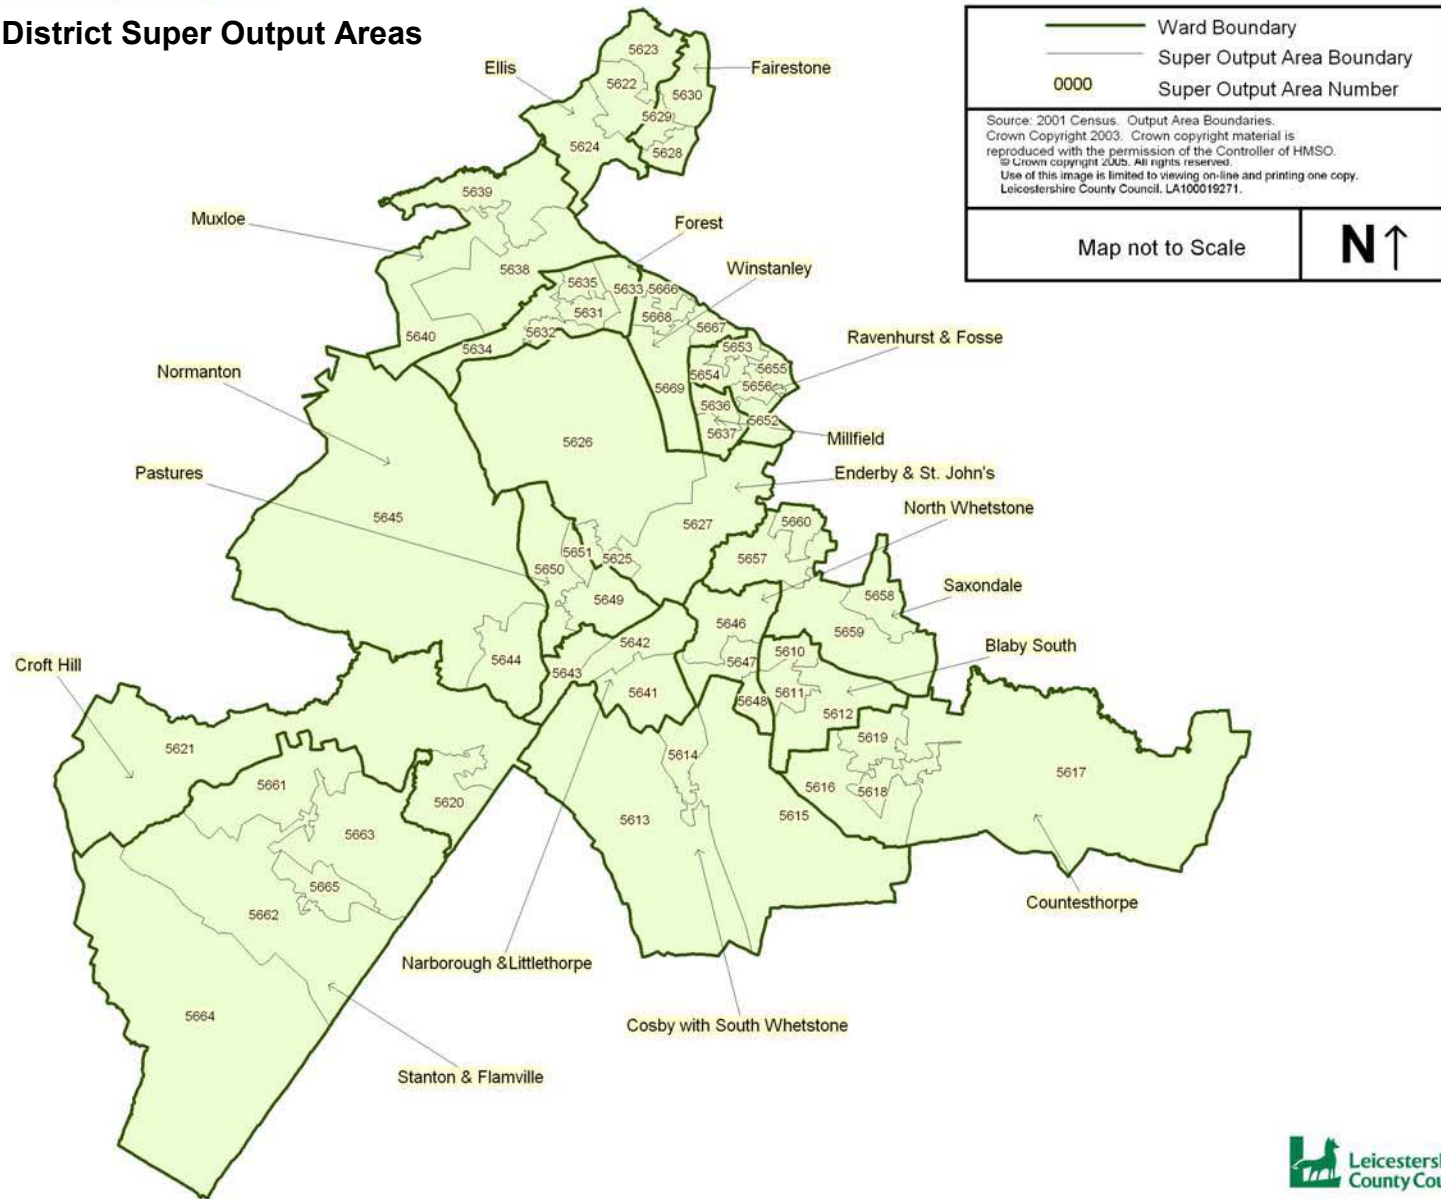 District Super Output Areas
Ward Boundary
Super Output Area Boundary
0000 Super Output Area Number
Source: 2001 Census. Output Area Boundaries.
Crown Copyright 2003. Crown copyright material is
reproduced with the permission of the Controller of HMSO.
© Crown copyright 2005. All rights reserved.
Use of this image is limited to viewing on-line and printing one copy.
Leicestershire County Council. LA100019271.
Map not to Scale
N↑
5623
Ellis
Fairestone
5622
5630
5629
5624
5628
5639
Muxloe
Forest
5638
Winstanley
5635
5633
5666
5631
5668
5667
5632
5640
Ravenhurst & Fosse
5634
5653
Normanton
5654
5655
5669
5656
5636
5652
5637
Millfield
5626
Pastures
Enderby & St. John's
North Whetstone
5645
5627
5660
5651
5625
5657
5650
Saxondale
5649
5658
5646
5659
5642
Blaby South
5644
5647
5610
Croft Hill
5643
5641
5611
5648
5612
5621
5614
5619
5617
5661
5616
5618
5620
5613
5615
5663
5665
Countesthorpe
5662
Narborough &Littlethorpe
5664
Cosby with South Whetstone
Stanton & Flamville
Leicestersh
County Cou